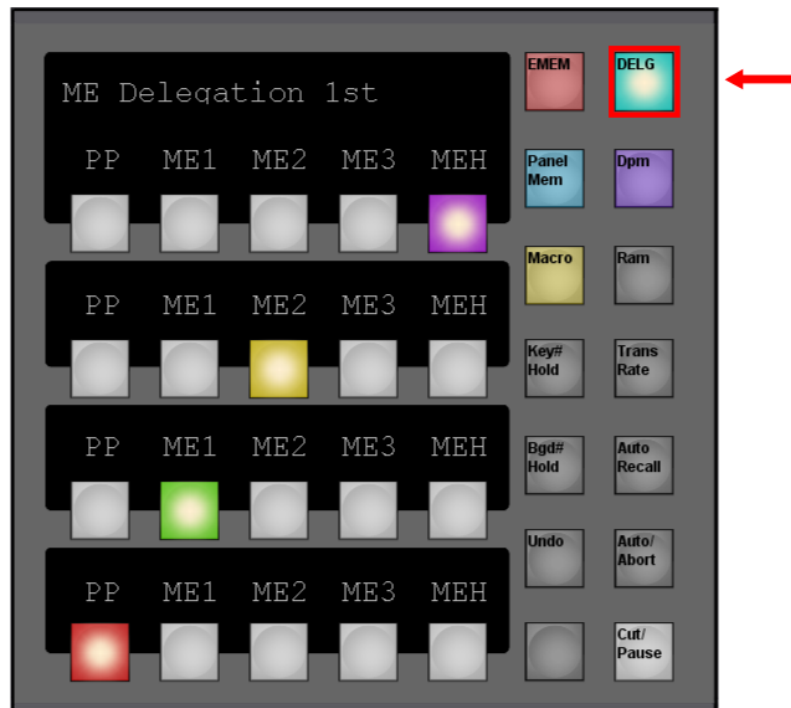 ME Delegation 1st
PP ME1 ME2 ME3 MEH
PP ME1 ME2 ME3 MEH
PP ME1 ME2 ME3 MEH
PP ME1 ME2 ME3 MEH
EMEM DELG
Panel Dpm
Mem
Macro Ram
Key# Trans
Hold Rate
Bgd# Auto
Hold Recall
Undo Auto/
Abort
Cut/
Pause